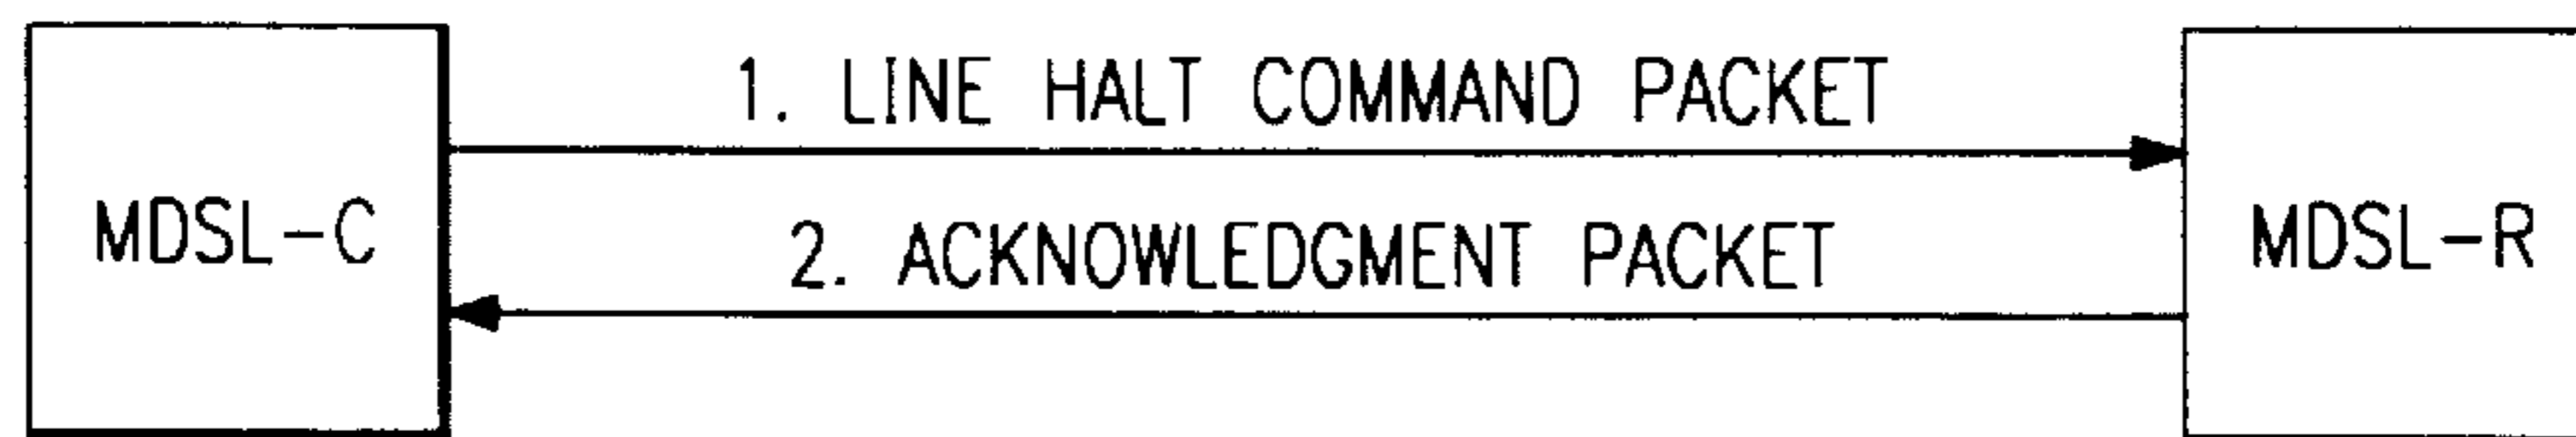 1. LINE HALT COMMAND PACKET
MDSL-C
2. ACKNOWLEDGMENT PACKET
MDSL-R